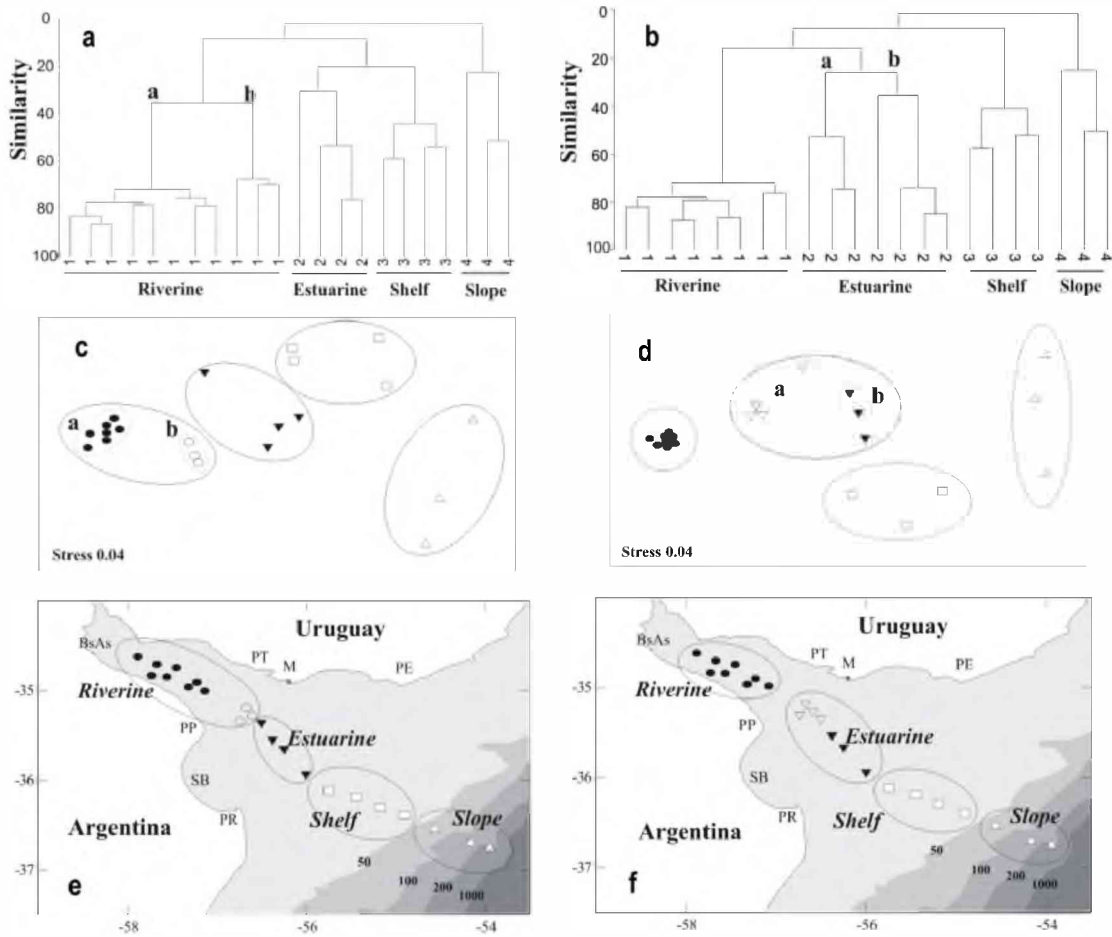 a
Similarity
0
20
40
60
80
100
a b
1 1 1 1 1 1 1 1 1 1 1 2 2 2 2 3 3 3 3 4 4 4
Riverine Estuarine Shelf Slope
b
Similarity
0
20
40
60
80
100
a b
1 1 1 1 1 1 1 1 2 2 2 2 2 2 2 3 3 3 3 4 4 4
Riverine Estuarine Shelf Slope
c
a b
Stress 0.04
d
a b
Stress 0.04
Uruguay
BsAs PT M PE
Riverine
-35
PP
Estuarine
SB
-36
PR
Argentina Shelf Slope
50
-37
100 200 1000
e
-58 -56 -54
Uruguay
BsAs PT M PE
Riverine
-35
PP
Estuarine
SB
-36
PR
Argentina Shelf Slope
50
-37
100 200 1000
f
-58 -56 -54